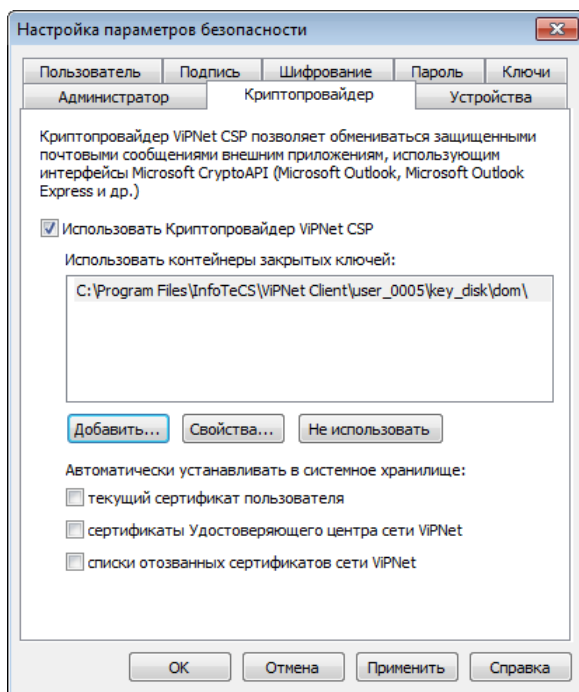 Настройка параметров безопасности
Пользователь Подпись Шифрование Пароль Ключи
Администратор Криптопровайдер Устройства
Криптопровайдер ViPNet CSP позволяет обмениваться защищенными
почтовыми сообщениями внешним приложениям, использующим
интерфейсы Microsoft CryptoAPI (Microsoft Outlook, Microsoft Outlook
Express и др.)
Использовать Криптопровайдер ViPNet CSP
Использовать контейнеры закрытых ключей:
C:\Program Files\InfoTeCS\ViPNet Client\user_0005\key_disk\dom\
Добавить... Свойства... Не использовать
Автоматически устанавливать в системное хранилище:
текущий сертификат пользователя
сертификаты Удостоверяющего центра сети ViPNet
списки отозванных сертификатов сети ViPNet
ОК Отмена Применить Справка